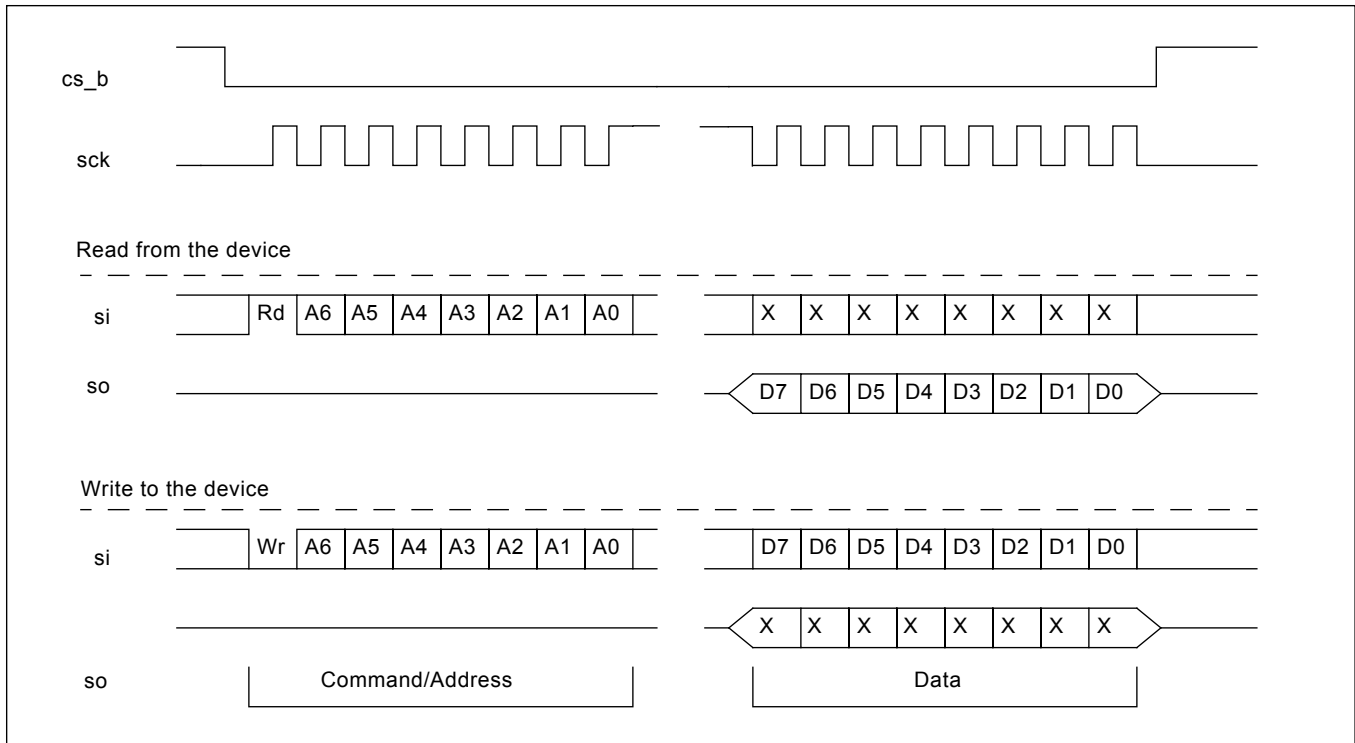 cs_b
sck
Read from the device
si Rd A6 A5 A4 A3 A2 A1 A0 X X X X X X X X
so D7 D6 D5 D4 D3 D2 D1 D0
Write to the device
si Wr A6 A5 A4 A3 A2 A1 A0 D7 D6 D5 D4 D3 D2 D1 D0
X X X X X X X X
so Command/Address Data